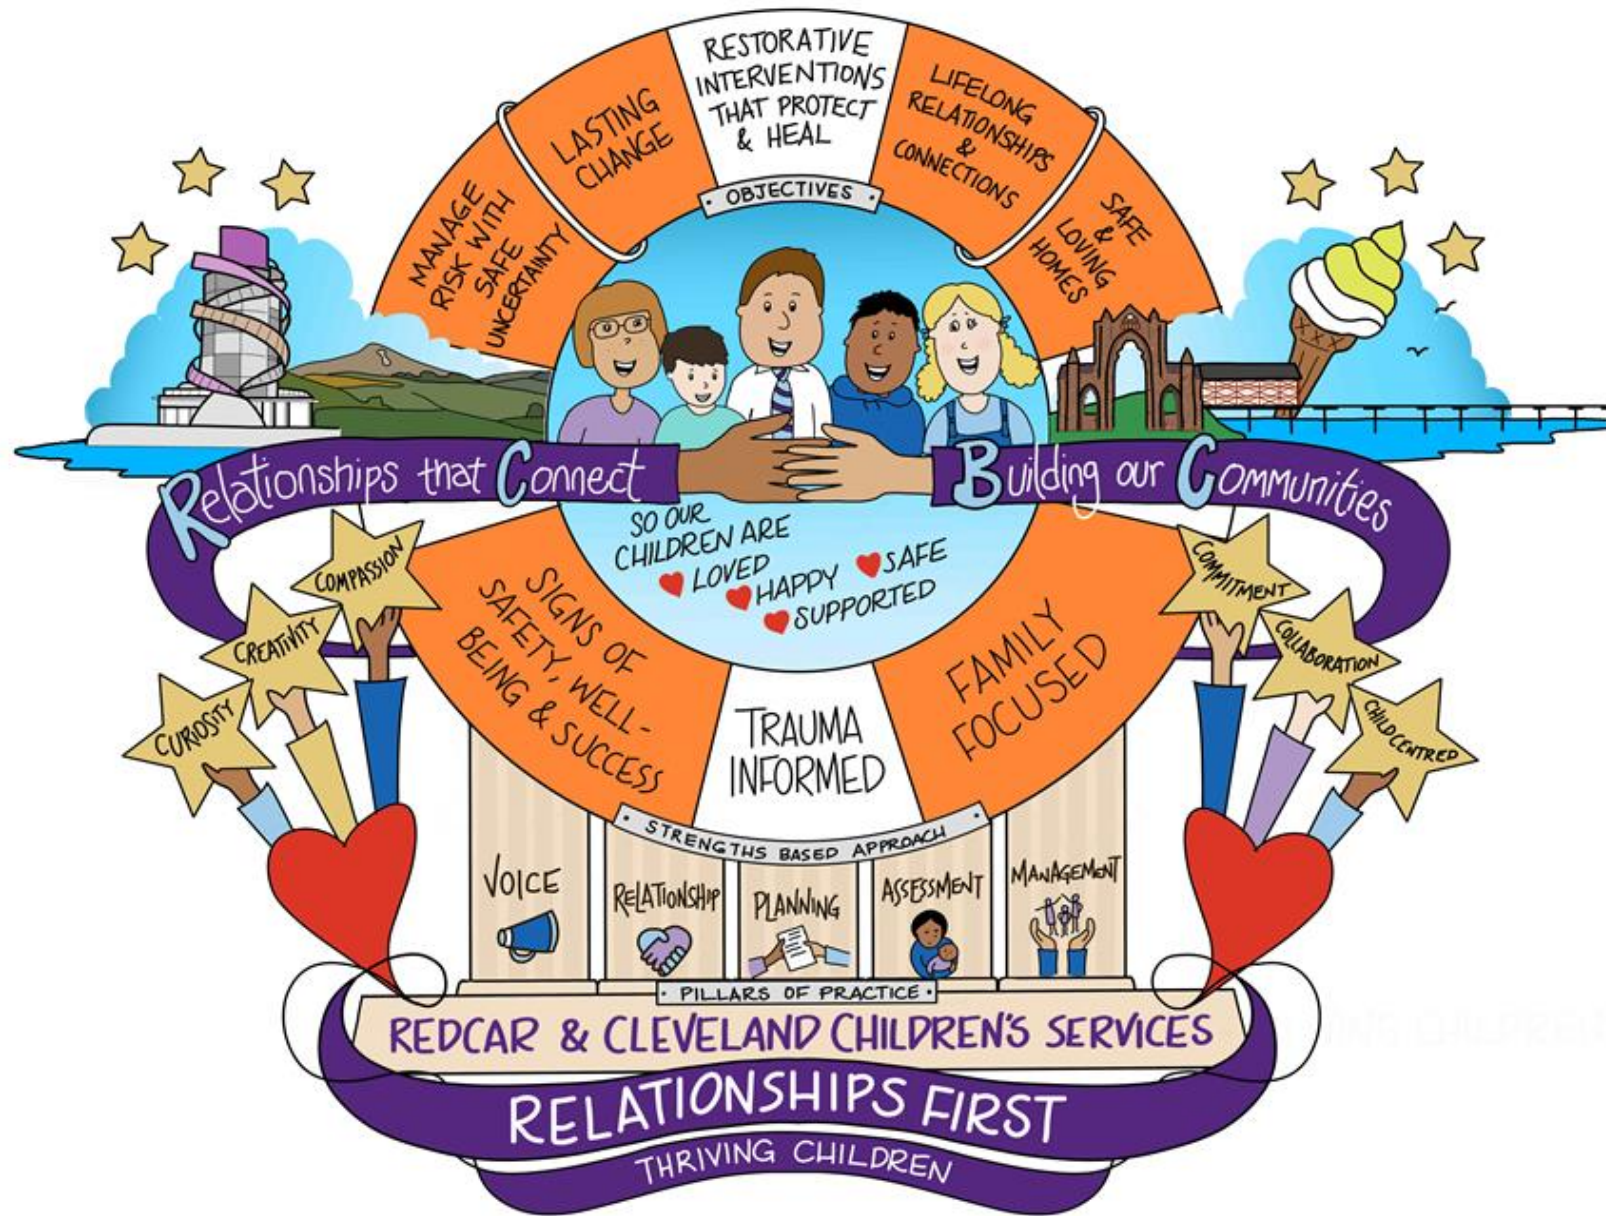 RESTORATIVE
INTERVENTIONS
THAT PROTECT
& HEAL
LASTING
CHANGE
LIFELONG
RELATIONSHIPS
&
CONNECTIONS
MANAGE
RISK WITH
SAFE
UNCERTAINTY
SAFE
&
LOVING
HOMES
OBJECTIVES
Relationships that Connect
Building our Communities
SO OUR
CHILDREN ARE
LOVED
HAPPY
SAFE
SUPPORTED
COMPASSION
CREATIVITY
CURIOSITY
COMMITMENT
COLLABORATION
CHILD CENTRED
SIGNS OF
SAFETY, WELL-
BEING & SUCCESS
TRAUMA
INFORMED
FAMILY
FOCUSED
STRENGTHS BASED APPROACH
VOICE
RELATIONSHIP
PLANNING
ASSESSMENT
MANAGEMENT
PILLARS OF PRACTICE
REDCAR & CLEVELAND CHILDREN'S SERVICES
RELATIONSHIPS FIRST
THRIVING CHILDREN